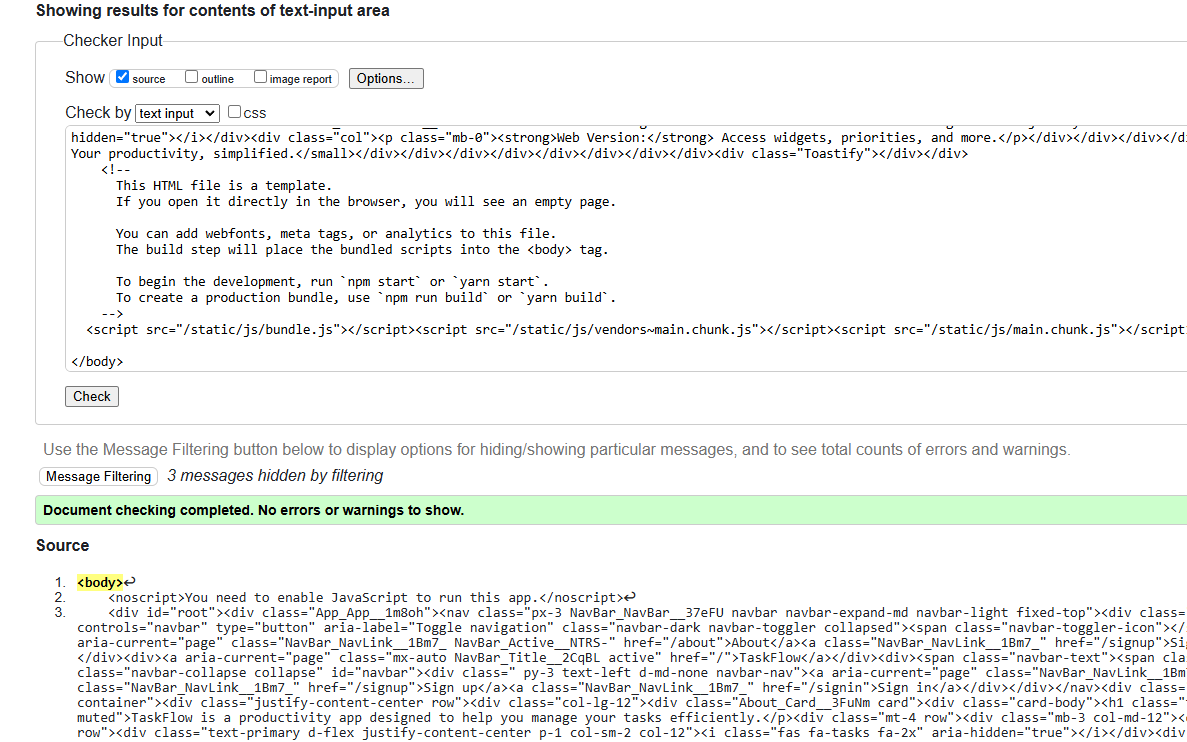 Showing results for contents of text-input area
Checker Input
Show source outline image report Options...
Check by text input css
hidden="true"></i></div><div class="col"><p class="mb-0"><strong>Web Version:</strong> Access widgets, priorities, and more.</p></div></div></div></di
Your productivity, simplified.</small></div></div></div></div></div></div></div></div><div class="Toastify"></div></div>
<!--
This HTML file is a template.
If you open it directly in the browser, you will see an empty page.
You can add webfonts, meta tags, or analytics to this file.
The build step will place the bundled scripts into the <body> tag.
To begin the development, run `npm start` or `yarn start`.
To create a production bundle, use `npm run build` or `yarn build`.
-->
<script src="/static/js/bundle.js"></script><script src="/static/js/vendors~main.chunk.js"></script><script src="/static/js/main.chunk.js"></script
</body>
Check
Use the Message Filtering button below to display options for hiding/showing particular messages, and to see total counts of errors and warnings.
Message Filtering 3 messages hidden by filtering
Document checking completed. No errors or warnings to show.
Source
1. <body>↩
2. <noscript>You need to enable JavaScript to run this app.</noscript>↩
3. <div id="root"><div class="App_App__1m8oh"><nav class="px-3 NavBar_NavBar__37eFU navbar navbar-expand-md navbar-light fixed-top"><div class=
controls="navbar" type="button" aria-label="Toggle navigation" class="navbar-dark navbar-toggler collapsed"><span class="navbar-toggler-icon"></
aria-current="page" class="NavBar_NavLink__1Bm7_ NavBar_Active__NTRS-" href="/about">About</a><a class="NavBar_NavLink__1Bm7_" href="/signup">Si
</div><div><a aria-current="page" class="mx-auto NavBar_Title__2CqBL active" href="/">TaskFlow</a></div><div><span class="navbar-text"><span cla
class="navbar-collapse collapse" id="navbar"><div class=" py-3 text-left d-md-none navbar-nav"><a aria-current="page" class="NavBar_NavLink__1Bm
class="NavBar_NavLink__1Bm7_" href="/signup">Sign up</a><a class="NavBar_NavLink__1Bm7_" href="/signin">Sign in</a></div></div></nav><div class=
container"><div class="justify-content-center row"><div class="col-lg-12"><div class="About_Card__3FuNm card"><div class="card-body"><h1 class="
muted">TaskFlow is a productivity app designed to help you manage your tasks efficiently.</p><div class="mt-4 row"><div class="mb-3 col-md-12"><
row"><div class="text-primary d-flex justify-content-center p-1 col-sm-2 col-12"><i class="fas fa-tasks fa-2x" aria-hidden="true"></i></div><div